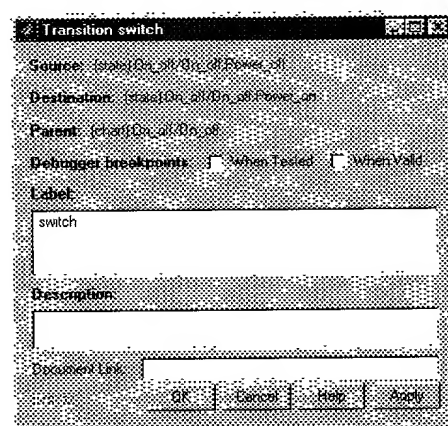 Transition switch
Source: (state) On_off/On_off.Power_off
Destination: (state) On_off/On_off.Power_on
Parent: (chart) On_off/On_off
Debugger breakpoints: When Tested When Valid
Label:
switch
Description:
Document Link:
OK Cancel Help Apply